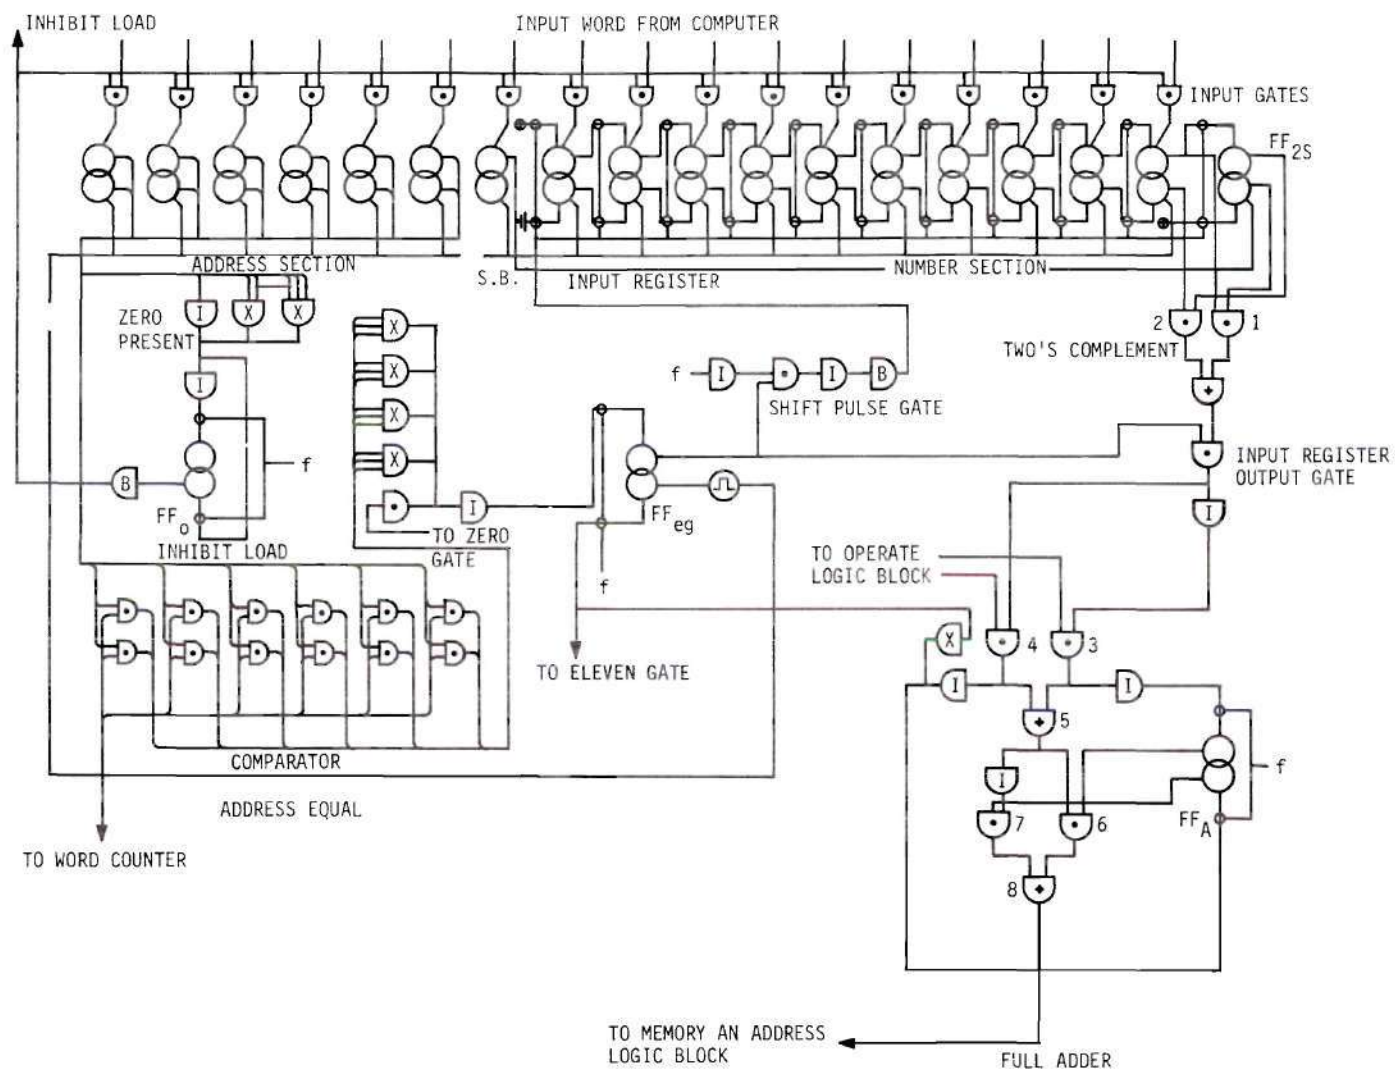 INHIBIT LOAD
INPUT WORD FROM COMPUTER
INPUT GATES
FF2S
ADDRESS SECTION
S.B.
INPUT REGISTER
NUMBER SECTION
ZERO
PRESENT
I
X
X
I
B
FFo
f
INHIBIT LOAD
X
X
X
X
I
TO ZERO
GATE
f
I
I
B
SHIFT PULSE GATE
2
1
TWO'S COMPLEMENT
+
INPUT REGISTER
OUTPUT GATE
I
FFeg
f
TO ELEVEN GATE
TO OPERATE
LOGIC BLOCK
X
4
3
I
I
+
5
I
7
6
FFA
f
8
+
COMPARATOR
ADDRESS EQUAL
TO WORD COUNTER
TO MEMORY AN ADDRESS
LOGIC BLOCK
FULL ADDER